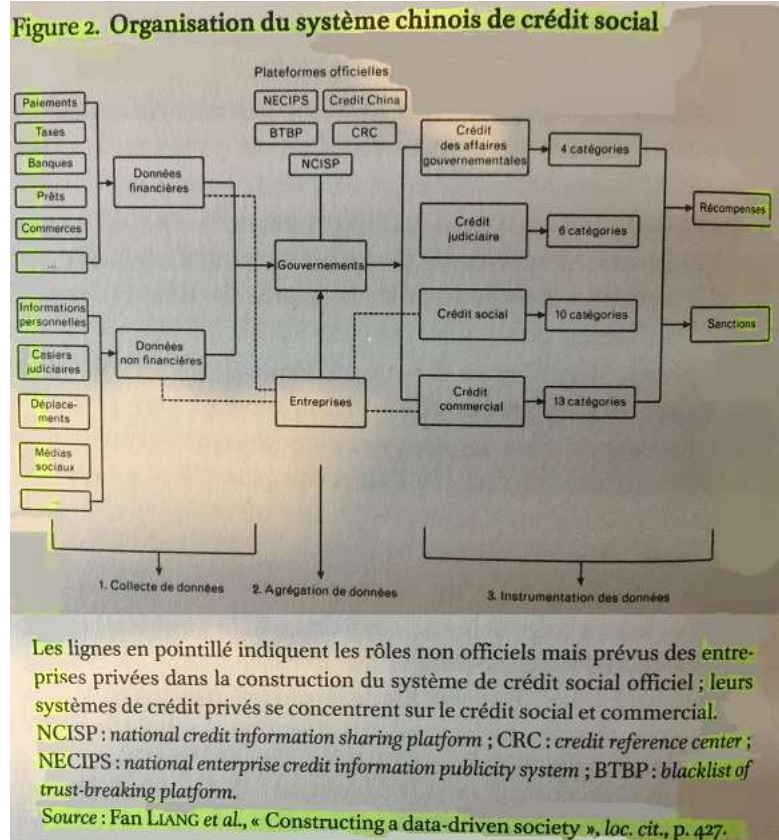 Figure 2. Organisation du système chinois de crédit social
Plateformes officielles
NECIPS
Credit China
BTBP
CRC
NCISP
Paiements
Taxes
Banques
Prêts
Commerces
...
Informations
personnelles
Casiers
judiciaires
Déplace-
ments
Médias
sociaux
...
Données
financières
Données
non financières
Gouvernements
Entreprises
Crédit
des affaires
gouvernementales
4 catégories
Crédit
judiciaire
6 catégories
Crédit social
10 catégories
Crédit
commercial
13 catégories
Récompenses
Sanctions
1. Collecte de données
2. Agrégation de données
3. Instrumentation des données
Les lignes en pointillé indiquent les rôles non officiels mais prévus des entre-
prises privées dans la construction du système de crédit social officiel ; leurs
systèmes de crédit privés se concentrent sur le crédit social et commercial.
NCISP : national credit information sharing platform ; CRC : credit reference center ;
NECIPS : national enterprise credit information publicity system ; BTBP : blacklist of
trust-breaking platform.
Source : Fan LIANG et al., « Constructing a data-driven society », loc. cit., p. 427.